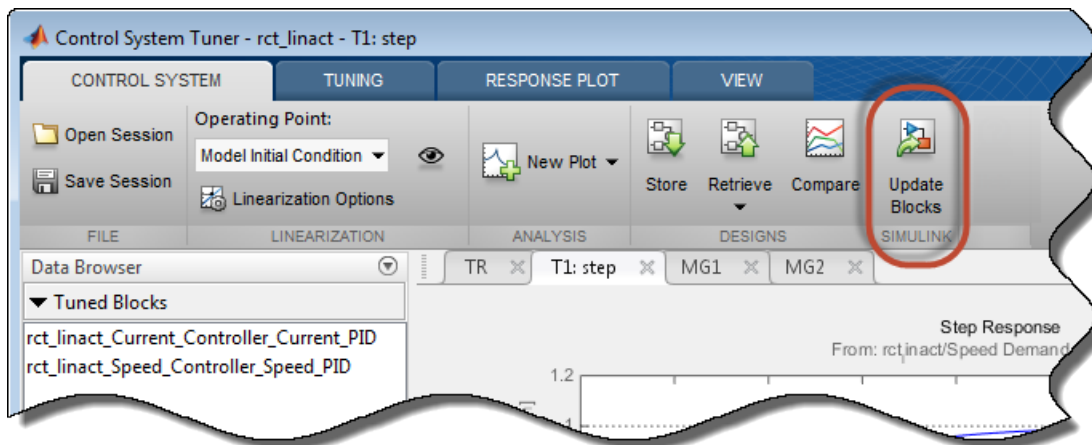 Control System Tuner - rct_linact - T1: step
CONTROL SYSTEM
TUNING
RESPONSE PLOT
VIEW
Open Session
Save Session
FILE
Operating Point:
Model Initial Condition
Linearization Options
LINEARIZATION
New Plot
ANALYSIS
Store
Retrieve
Compare
DESIGNS
Update
Blocks
SIMULINK
Data Browser
Tuned Blocks
rct_linact_Current_Controller_Current_PID
rct_linact_Speed_Controller_Speed_PID
TR
T1: step
MG1
MG2
Step Response
From: rctlinact/Speed Demand
1.2
1